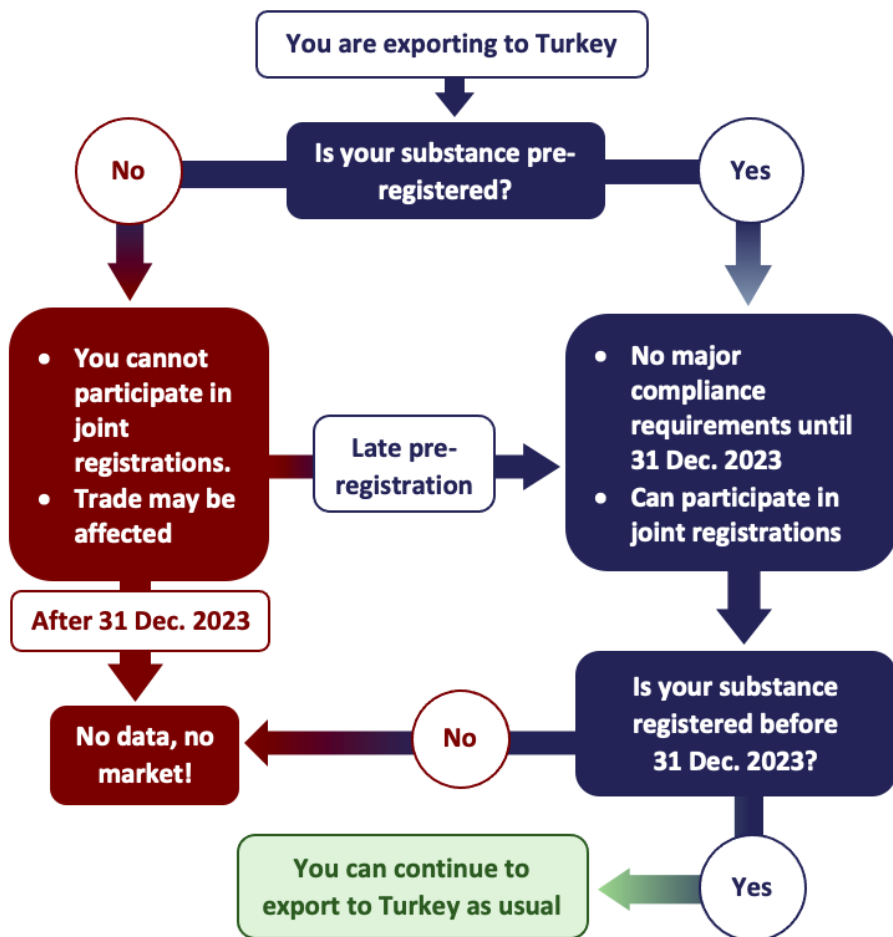 You are exporting to Turkey
Is your substance pre-
registered?
No
Yes
• You cannot
participate in
joint
registrations.
• Trade may be
affected
Late pre-
registration
• No major
compliance
requirements until
31 Dec. 2023
• Can participate in
joint registrations
After 31 Dec. 2023
No data, no
market!
No
Is your substance
registered before
31 Dec. 2023?
You can continue to
export to Turkey as usual
Yes